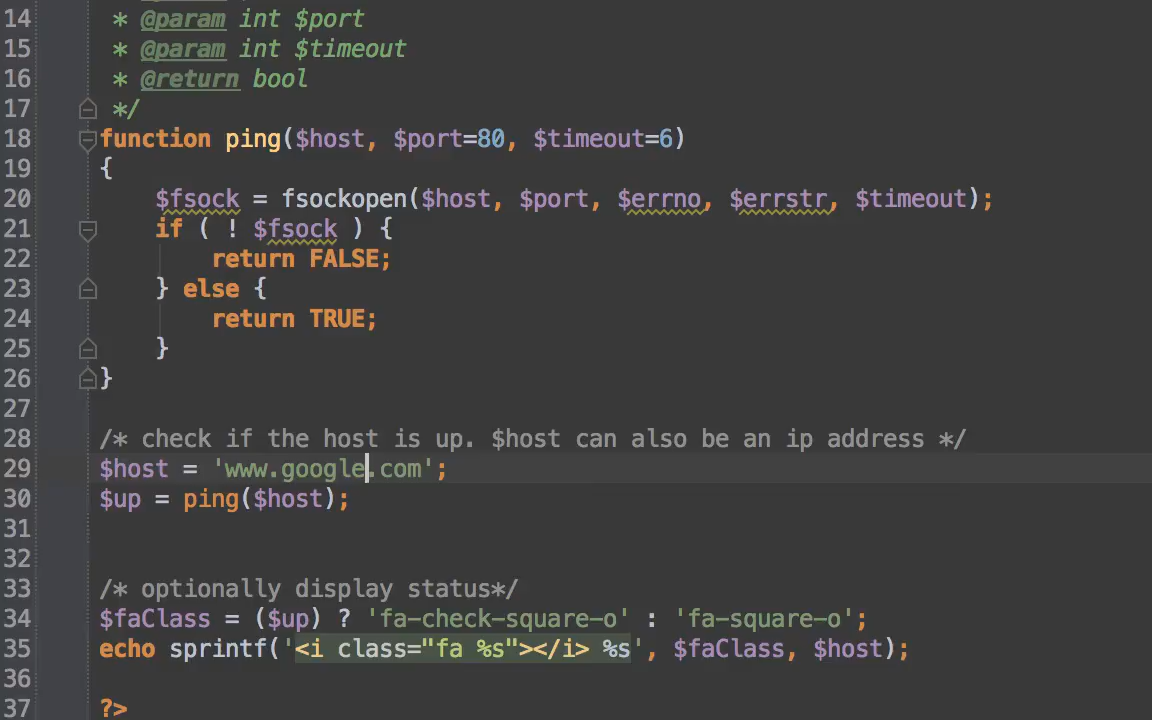 14 * @param int $port
15 * @param int $timeout
16 * @return bool
17 */
18 function ping($host, $port=80, $timeout=6)
19 {
20 $fsock = fsockopen($host, $port, $errno, $errstr, $timeout);
21 if ( ! $fsock ) {
22 return FALSE;
23 } else {
24 return TRUE;
25 }
26 }
27
28 /* check if the host is up. $host can also be an ip address */
29 $host = 'www.google.com';
30 $up = ping($host);
31
32
33 /* optionally display status*/
34 $faClass = ($up) ? 'fa-check-square-o' : 'fa-square-o';
35 echo sprintf('<i class="fa %s"></i> %s', $faClass, $host);
36
37 ?>